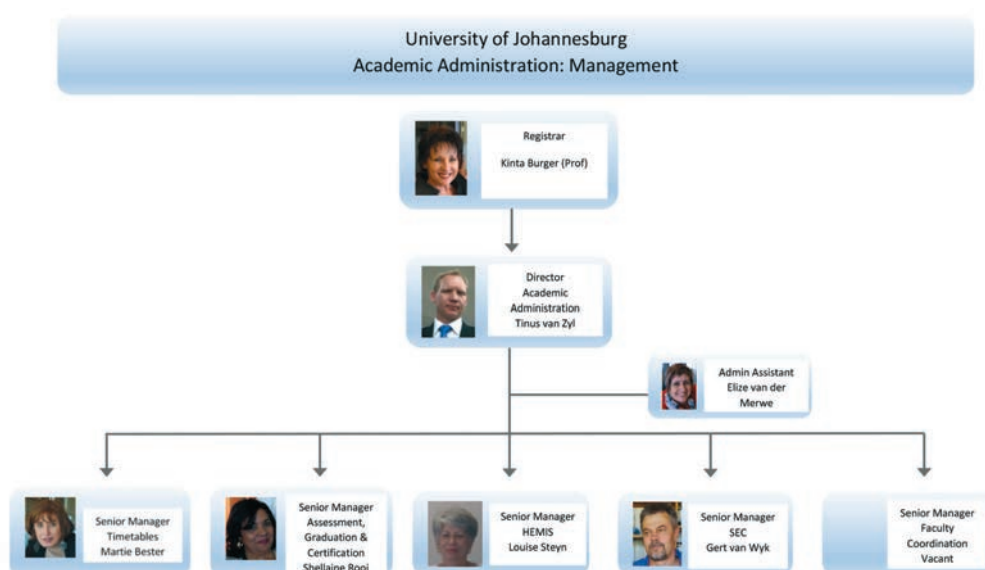 University of Johannesburg
Academic Administration: Management
Registrar
Kinta Burger (Prof)
Director
Academic
Administration
Tinus van Zyl
Admin Assistant
Elize van der
Merwe
Senior Manager
Timetables
Martie Bester
Senior Manager
Assessment,
Graduation &
Certification
Shellaine
Senior Manager
HEMIS
Louise Steyn
Senior Manager
SEC
Gert van Wyk
Senior Manager
Faculty
Coordination
Vacant